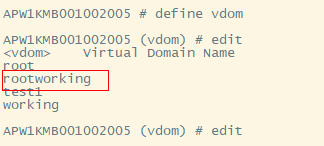 APW1KMB001002005 # define vdom
APW1KMB001002005 (vdom) # edit
<vdom>    Virtual Domain Name
root
rootworking
test1
working
APW1KMB001002005 (vdom) # edit